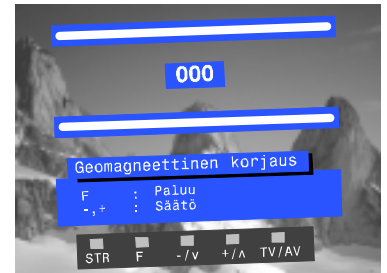 000
Geomagneettinen korjaus
F : Paluu
-,+ : Säätö
STR F -/v +/ʌ TV/AV